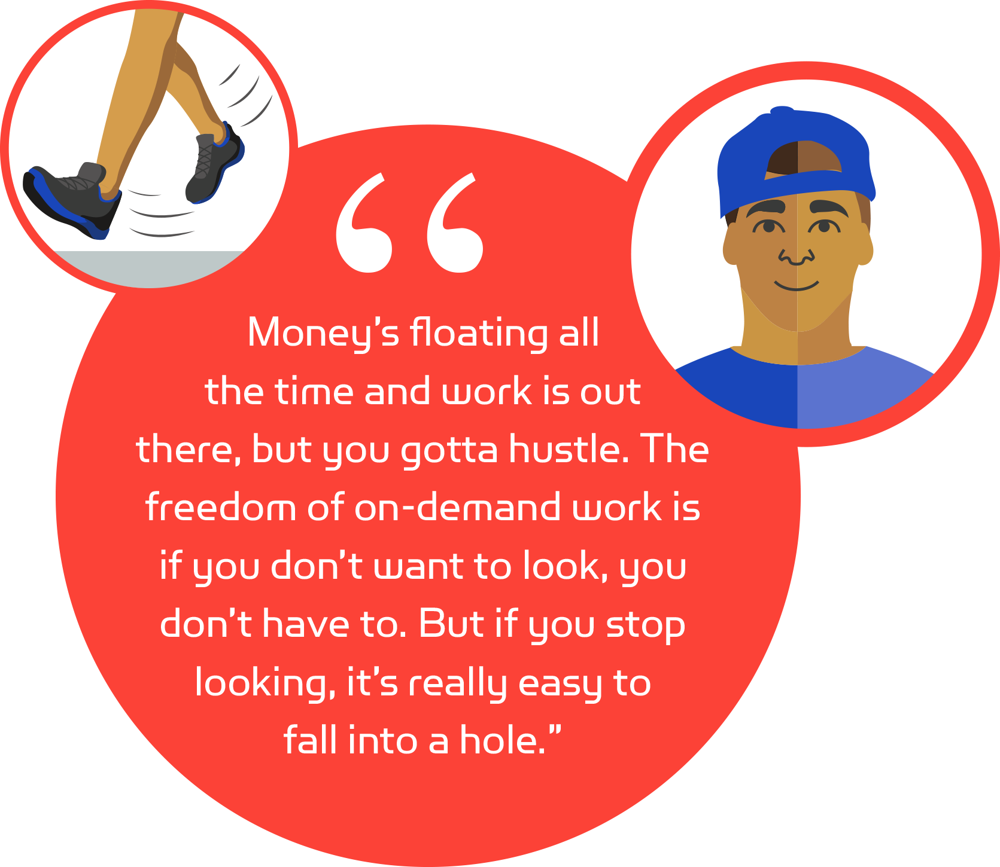 “
Money’s floating all
the time and work is out
there, but you gotta hustle. The
freedom of on-demand work is
if you don’t want to look, you
don’t have to. But if you stop
looking, it’s really easy to
fall into a hole.”